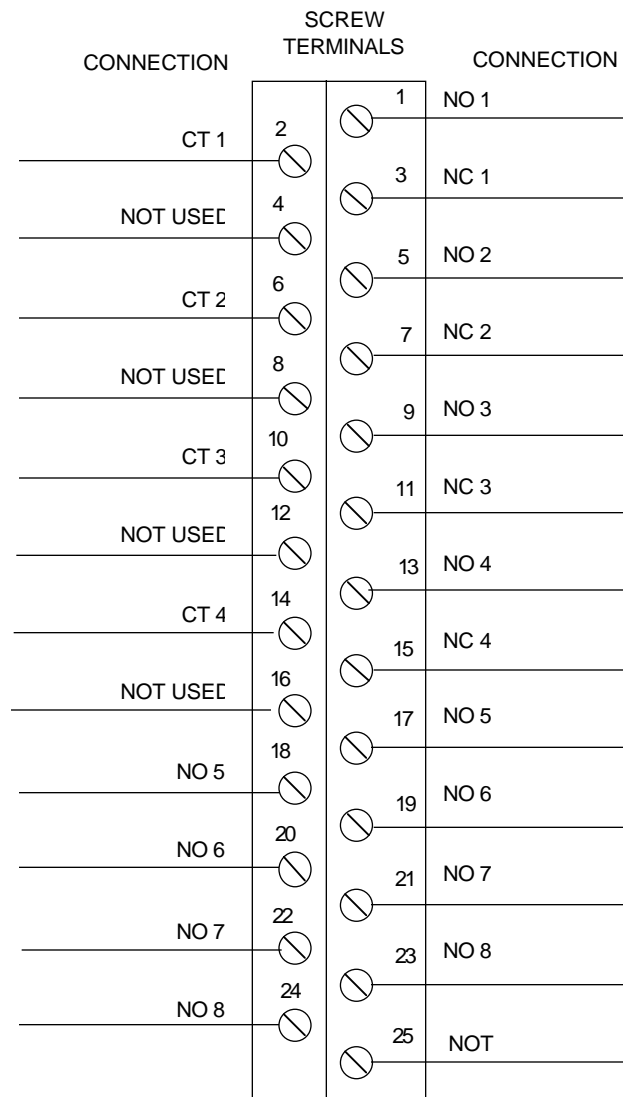 SCREW
TERMINALS
CONNECTION
CONNECTION
1 NO 1
CT 1 2
3 NC 1
NOT USED 4
5 NO 2
CT 2 6
7 NC 2
NOT USED 8
9 NO 3
CT 3 10
11 NC 3
NOT USED 12
13 NO 4
CT 4 14
15 NC 4
NOT USED 16
17 NO 5
NO 5 18
19 NO 6
NO 6 20
21 NO 7
NO 7 22
23 NO 8
NO 8 24
25 NOT